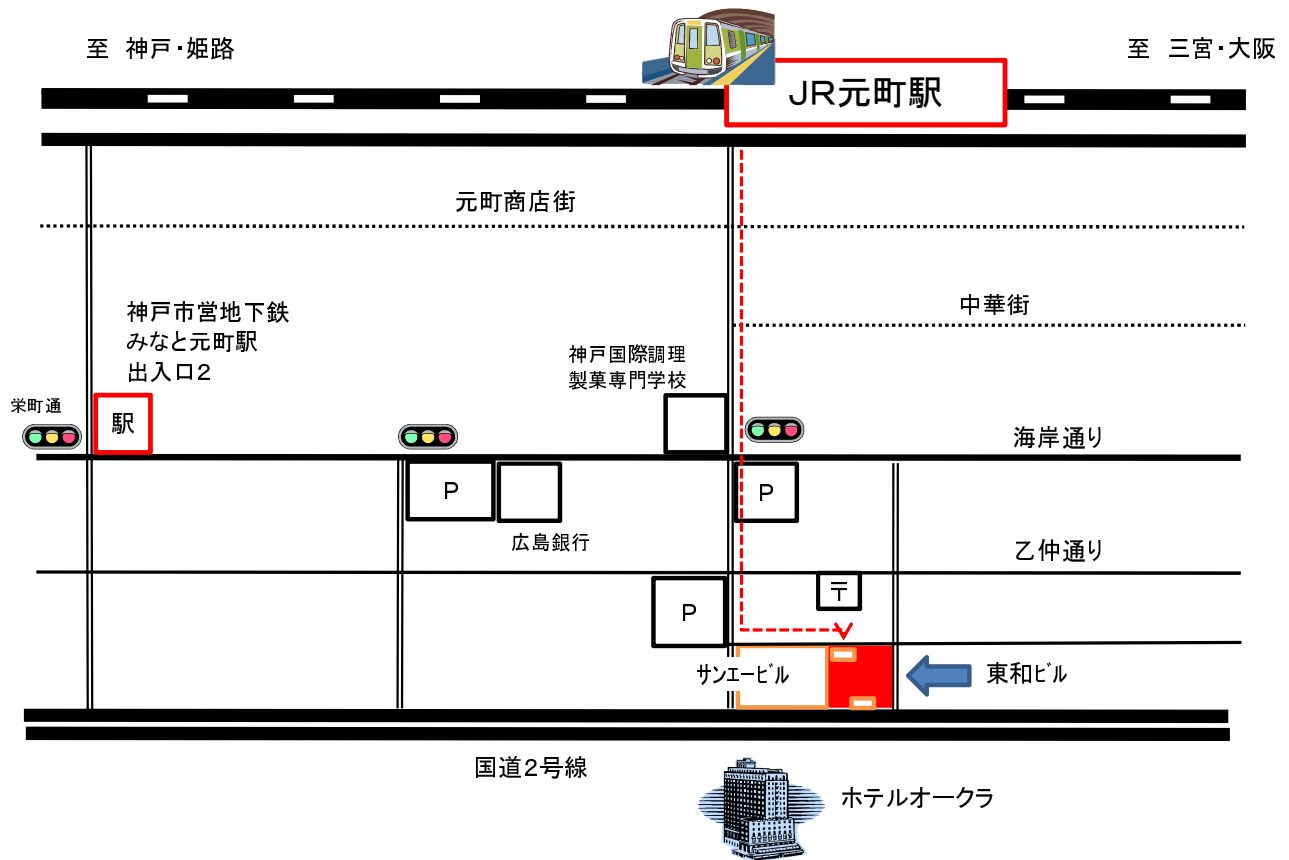 至 神戸・姫路
至 三宮・大阪
JR元町駅
元町商店街
中華街
神戸市営地下鉄
みなと元町駅
出入口2
神戸国際調理
製菓専門学校
栄町通
駅
海岸通り
P
P
広島銀行
乙仲通り
〒
P
サンエービル
東和ビル
国道2号線
ホテルオークラ